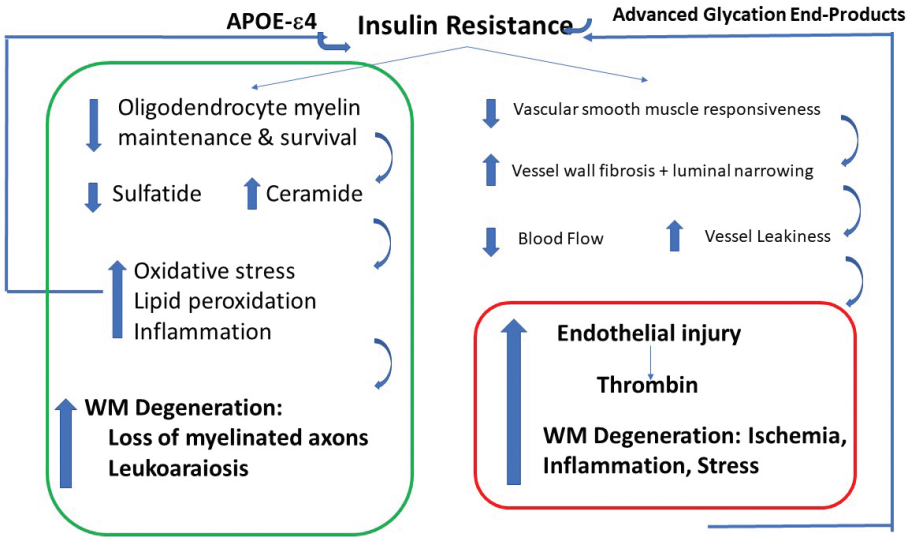 APOE-ε4
Insulin Resistance
Advanced Glycation End-Products
Oligodendrocyte myelin
maintenance & survival
Sulfatide
Ceramide
Oxidative stress
Lipid peroxidation
Inflammation
WM Degeneration:
Loss of myelinated axons
Leukoaraiosis
Vascular smooth muscle responsiveness
Vessel wall fibrosis + luminal narrowing
Blood Flow
Vessel Leakiness
Endothelial injury
Thrombin
WM Degeneration: Ischemia,
Inflammation, Stress